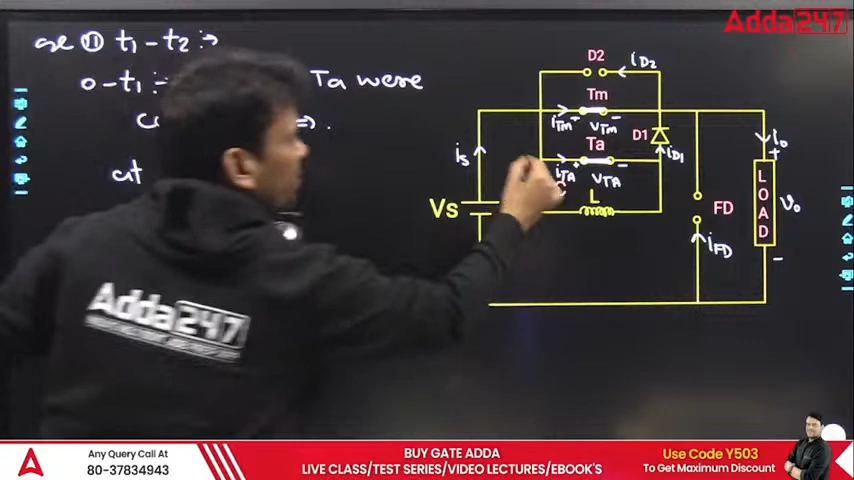 Adda247
se ⑪ t₁-t₂ :→
0-t₁ :-
Ta were
⇒.
at
D2
iD2
Tm
iTm + VTm -
D1
iD1
Ta
iTA + VTA -
L
is
Vs
FD
iFD
io
+
LOAD
vo
-
Adda247
Any Query Call At
80-37834943
BUY GATE ADDA
LIVE CLASS/TEST SERIES/VIDEO LECTURES/EBOOK'S
Use Code Y503
To Get Maximum Discount